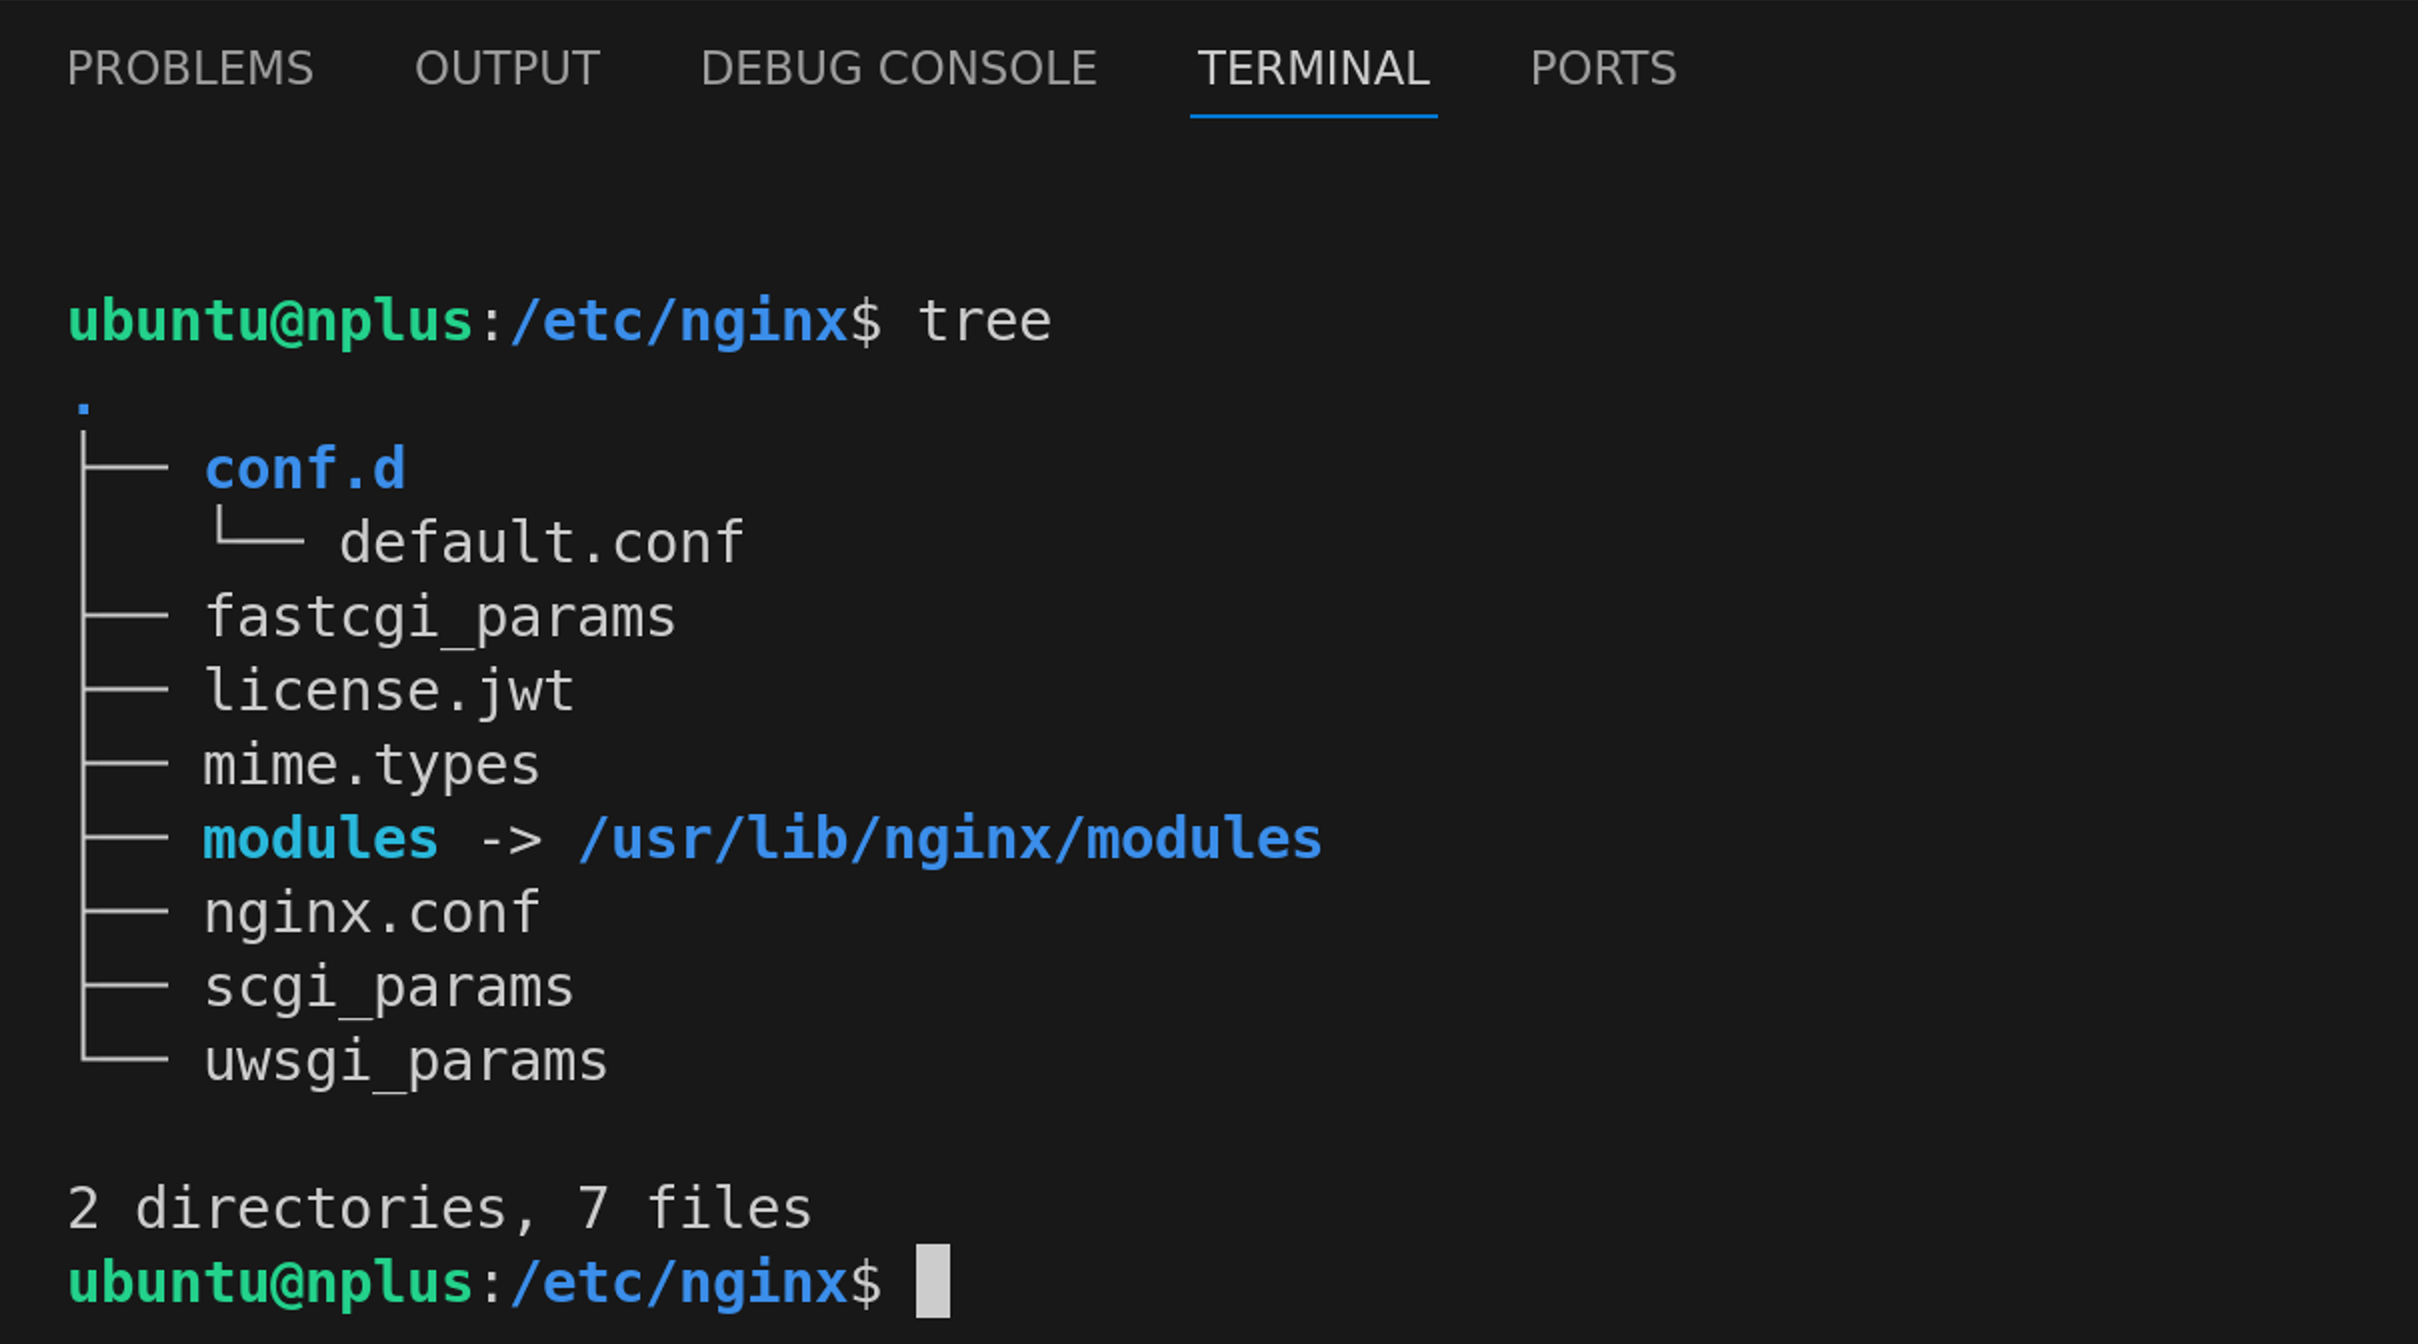 PROBLEMS OUTPUT DEBUG CONSOLE TERMINAL PORTS
ubuntu@nplus:/etc/nginx$ tree
.
├── conf.d
│   └── default.conf
├── fastcgi_params
├── license.jwt
├── mime.types
├── modules -> /usr/lib/nginx/modules
├── nginx.conf
├── scgi_params
└── uwsgi_params
2 directories, 7 files
ubuntu@nplus:/etc/nginx$